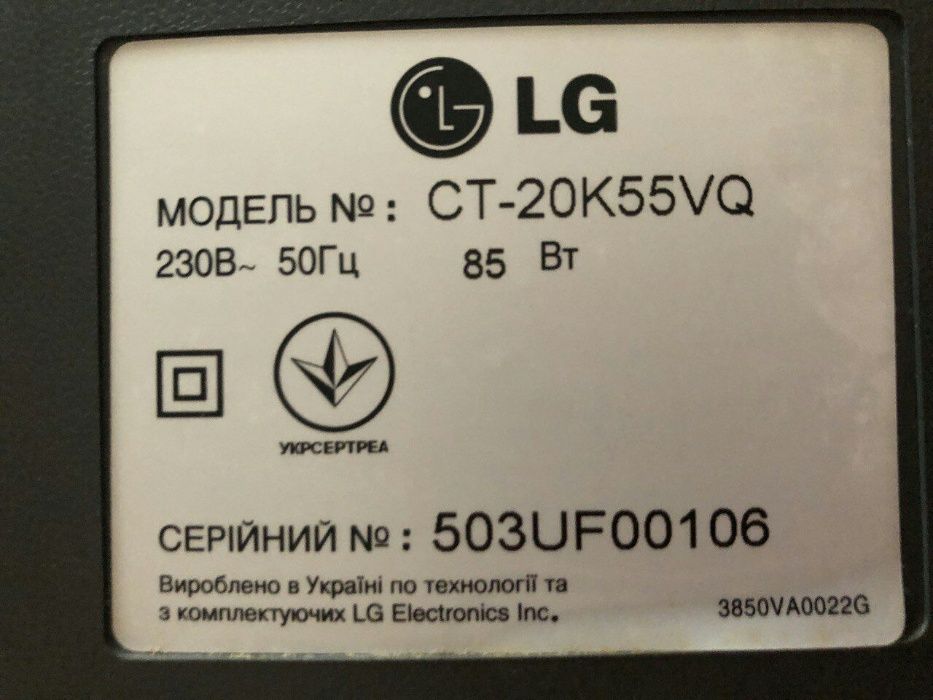 LG
МОДЕЛЬ №: CT-20K55VQ
230В~ 50Гц 85 Вт
УКРСЕРТРЕА
СЕРІЙНИЙ №: 503UF00106
Вироблено в Україні по технології та
з комплектуючих LG Electronics Inc.
3850VA0022G